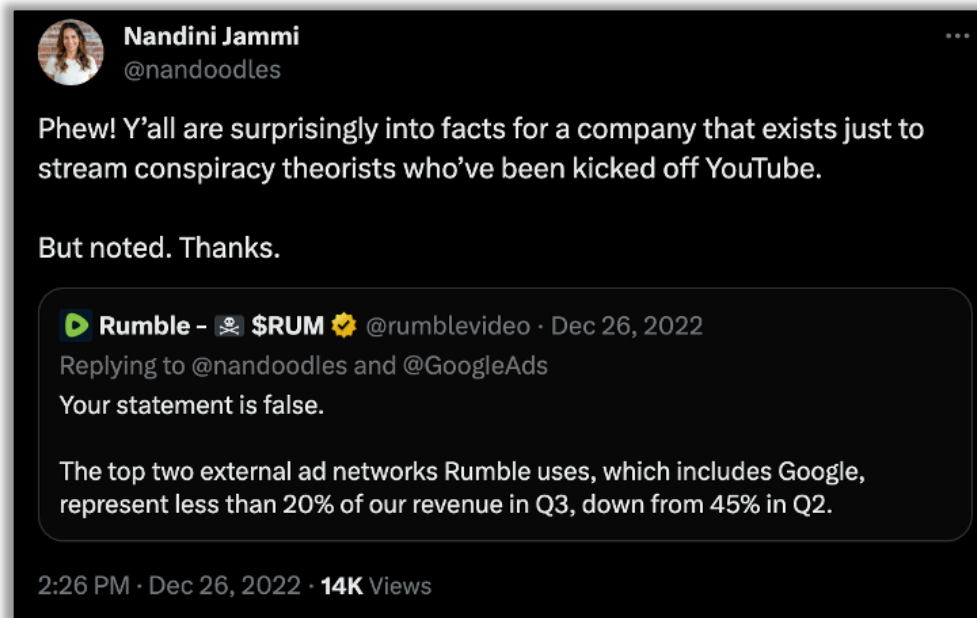 Nandini Jammi
@nandoodles
Phew! Y’all are surprisingly into facts for a company that exists just to
stream conspiracy theorists who’ve been kicked off YouTube.
But noted. Thanks.
Rumble - 🏴‍☠️ $RUM @rumblevideo · Dec 26, 2022
Replying to @nandoodles and @GoogleAds
Your statement is false.
The top two external ad networks Rumble uses, which includes Google,
represent less than 20% of our revenue in Q3, down from 45% in Q2.
2:26 PM · Dec 26, 2022 · 14K Views